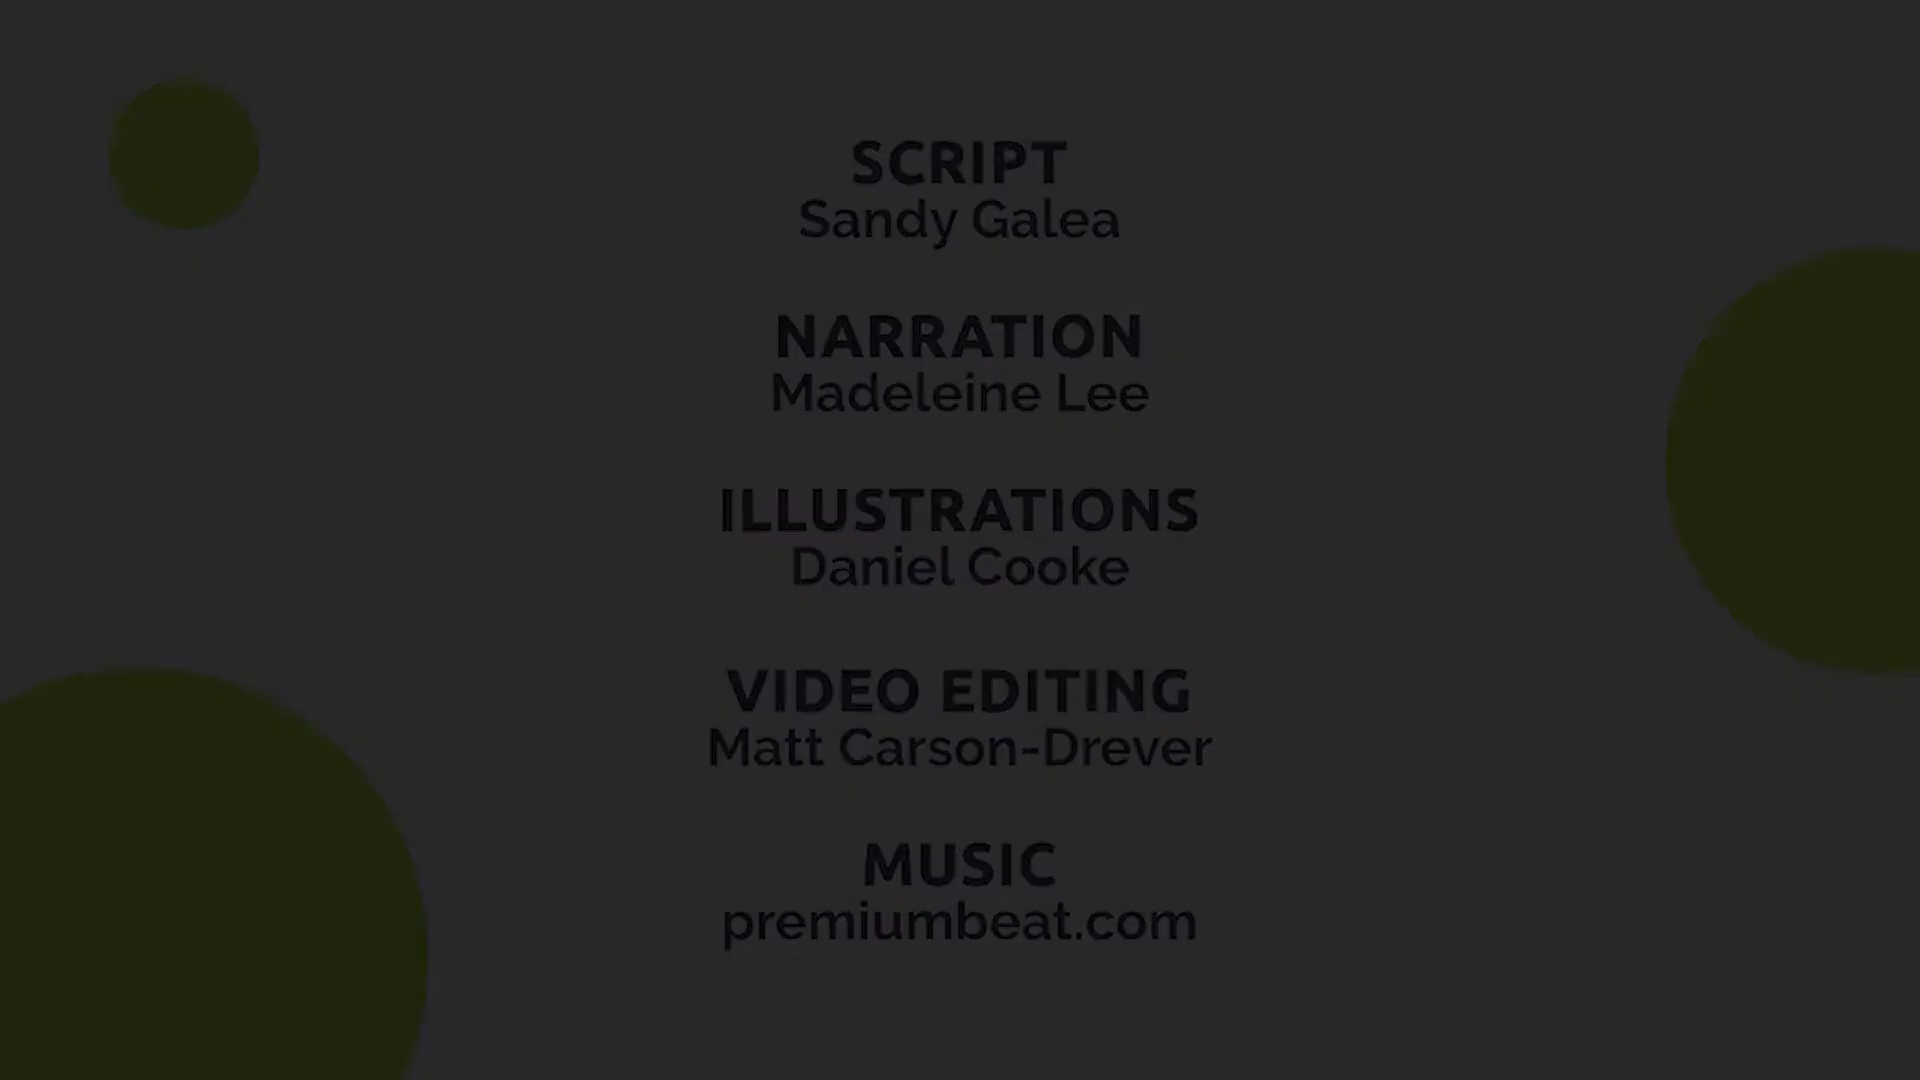 SCRIPT
Sandy Galea
NARRATION
Madeleine Lee
ILLUSTRATIONS
Daniel Cooke
VIDEO EDITING
Matt Carson-Drever
MUSIC
premiumbeat.com